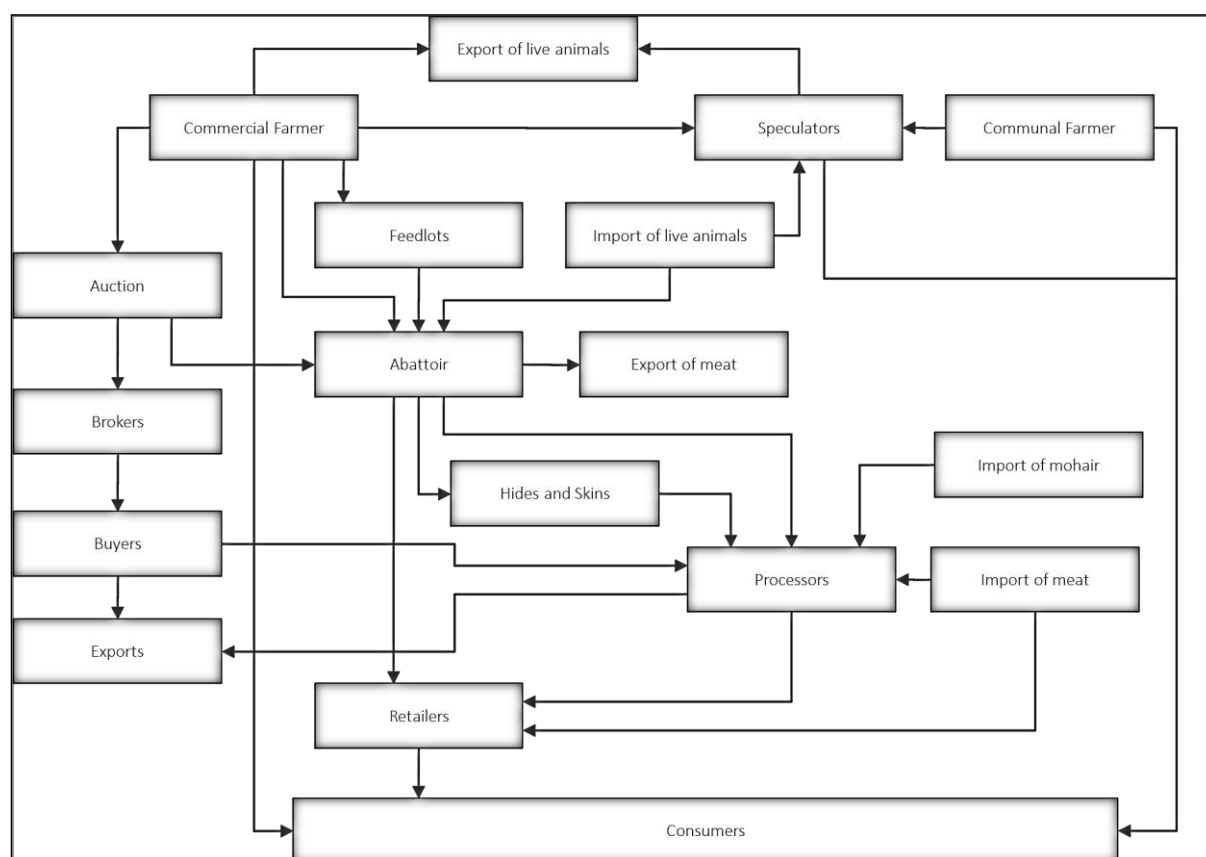 Export of live animals
Commercial Farmer
Speculators
Communal Farmer
Feedlots
Import of live animals
Auction
Abattoir
Export of meat
Brokers
Import of mohair
Hides and Skins
Buyers
Processors
Import of meat
Exports
Retailers
Consumers